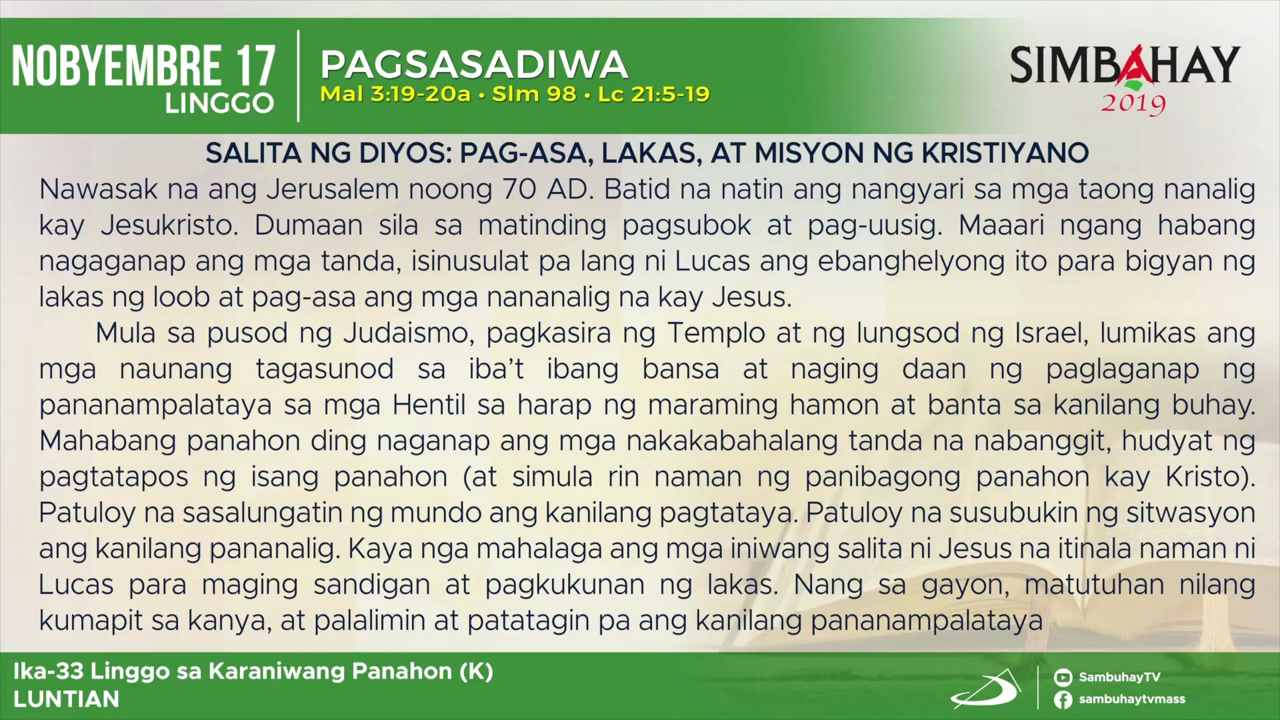 NOBYEMBRE 17
LINGGO
PAGSASADIWA
Mal 3:19-20a • Slm 98 • Lc 21:5-19
SIMBAHAY
2019
SALITA NG DIYOS: PAG-ASA, LAKAS, AT MISYON NG KRISTIYANO
Nawasak na ang Jerusalem noong 70 AD. Batid na natin ang nangyari sa mga taong nanalig
kay Jesukristo. Dumaan sila sa matinding pagsubok at pag-uusig. Maaari ngang habang
nagaganap ang mga tanda, isinusulat pa lang ni Lucas ang ebanghelyong ito para bigyan ng
lakas ng loob at pag-asa ang mga nananalig na kay Jesus.
Mula sa pusod ng Judaismo, pagkasira ng Templo at ng lungsod ng Israel, lumikas ang
mga naunang tagasunod sa iba't ibang bansa at naging daan ng paglaganap ng
pananampalataya sa mga Hentil sa harap ng maraming hamon at banta sa kanilang buhay.
Mahabang panahon ding naganap ang mga nakakabahalang tanda na nabanggit, hudyat ng
pagtatapos ng isang panahon (at simula rin naman ng panibagong panahon kay Kristo).
Patuloy na sasalungatin ng mundo ang kanilang pagtataya. Patuloy na susubukin ng sitwasyon
ang kanilang pananalig. Kaya nga mahalaga ang mga iniwang salita ni Jesus na itinala naman ni
Lucas para maging sandigan at pagkukunan ng lakas. Nang sa gayon, matutuhan nilang
kumapit sa kanya, at palalimin at patatagin pa ang kanilang pananampalataya
Ika-33 Linggo sa Karaniwang Panahon (K)
LUNTIAN
SambuhayTV
sambuhaytvmass